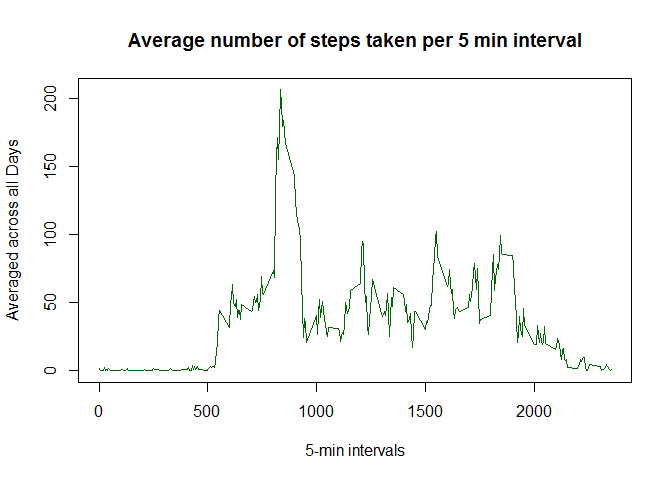 Average number of steps taken per 5 min interval
Averaged across all Days
200
150
100
50
0
0 500 1000 1500 2000
5-min intervals